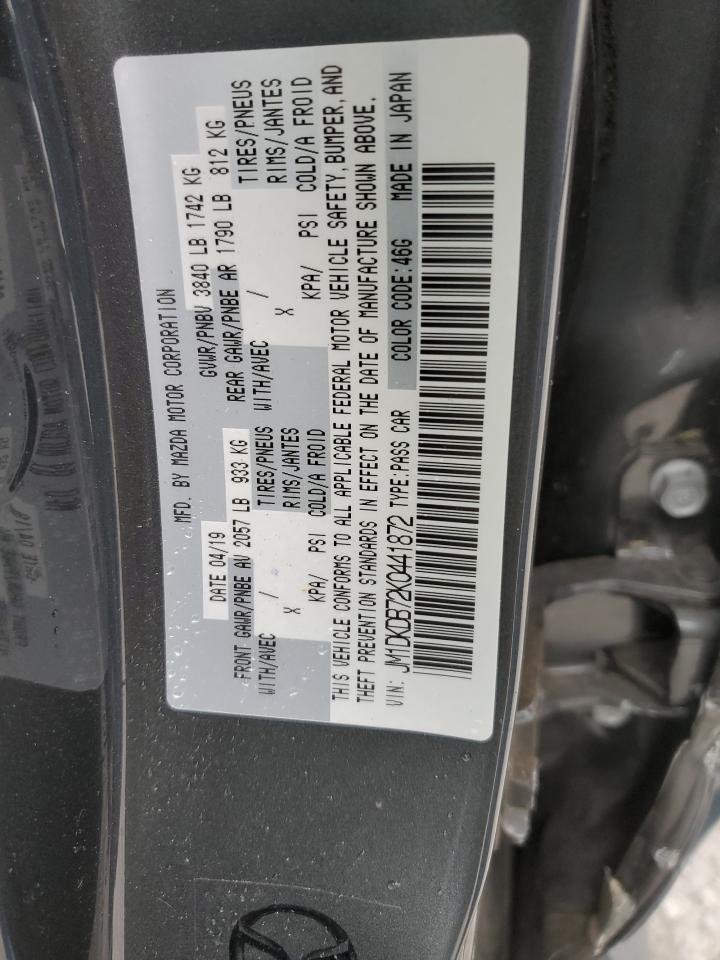 MFD. BY MAZDA MOTOR CORPORATION
DATE 04/19 GVWR/PNBV 3840 LB 1742 KG
FRONT GAWR/PNBE AV 2057 LB 933 KG REAR GAWR/PNBE AR 1790 LB 812 KG
WITH/AVEC / TIRES/PNEUS WITH/AVEC / TIRES/PNEUS
X RIMS/JANTES X RIMS/JANTES
KPA/ PSI COLD/A FROID KPA/ PSI COLD/A FROID
THIS VEHICLE CONFORMS TO ALL APPLICABLE FEDERAL MOTOR VEHICLE SAFETY, BUMPER, AND
THEFT PREVENTION STANDARDS IN EFFECT ON THE DATE OF MANUFACTURE SHOWN ABOVE.
VIN: JM1DKDB72K0441872 TYPE:PASS CAR COLOR CODE:46G MADE IN JAPAN